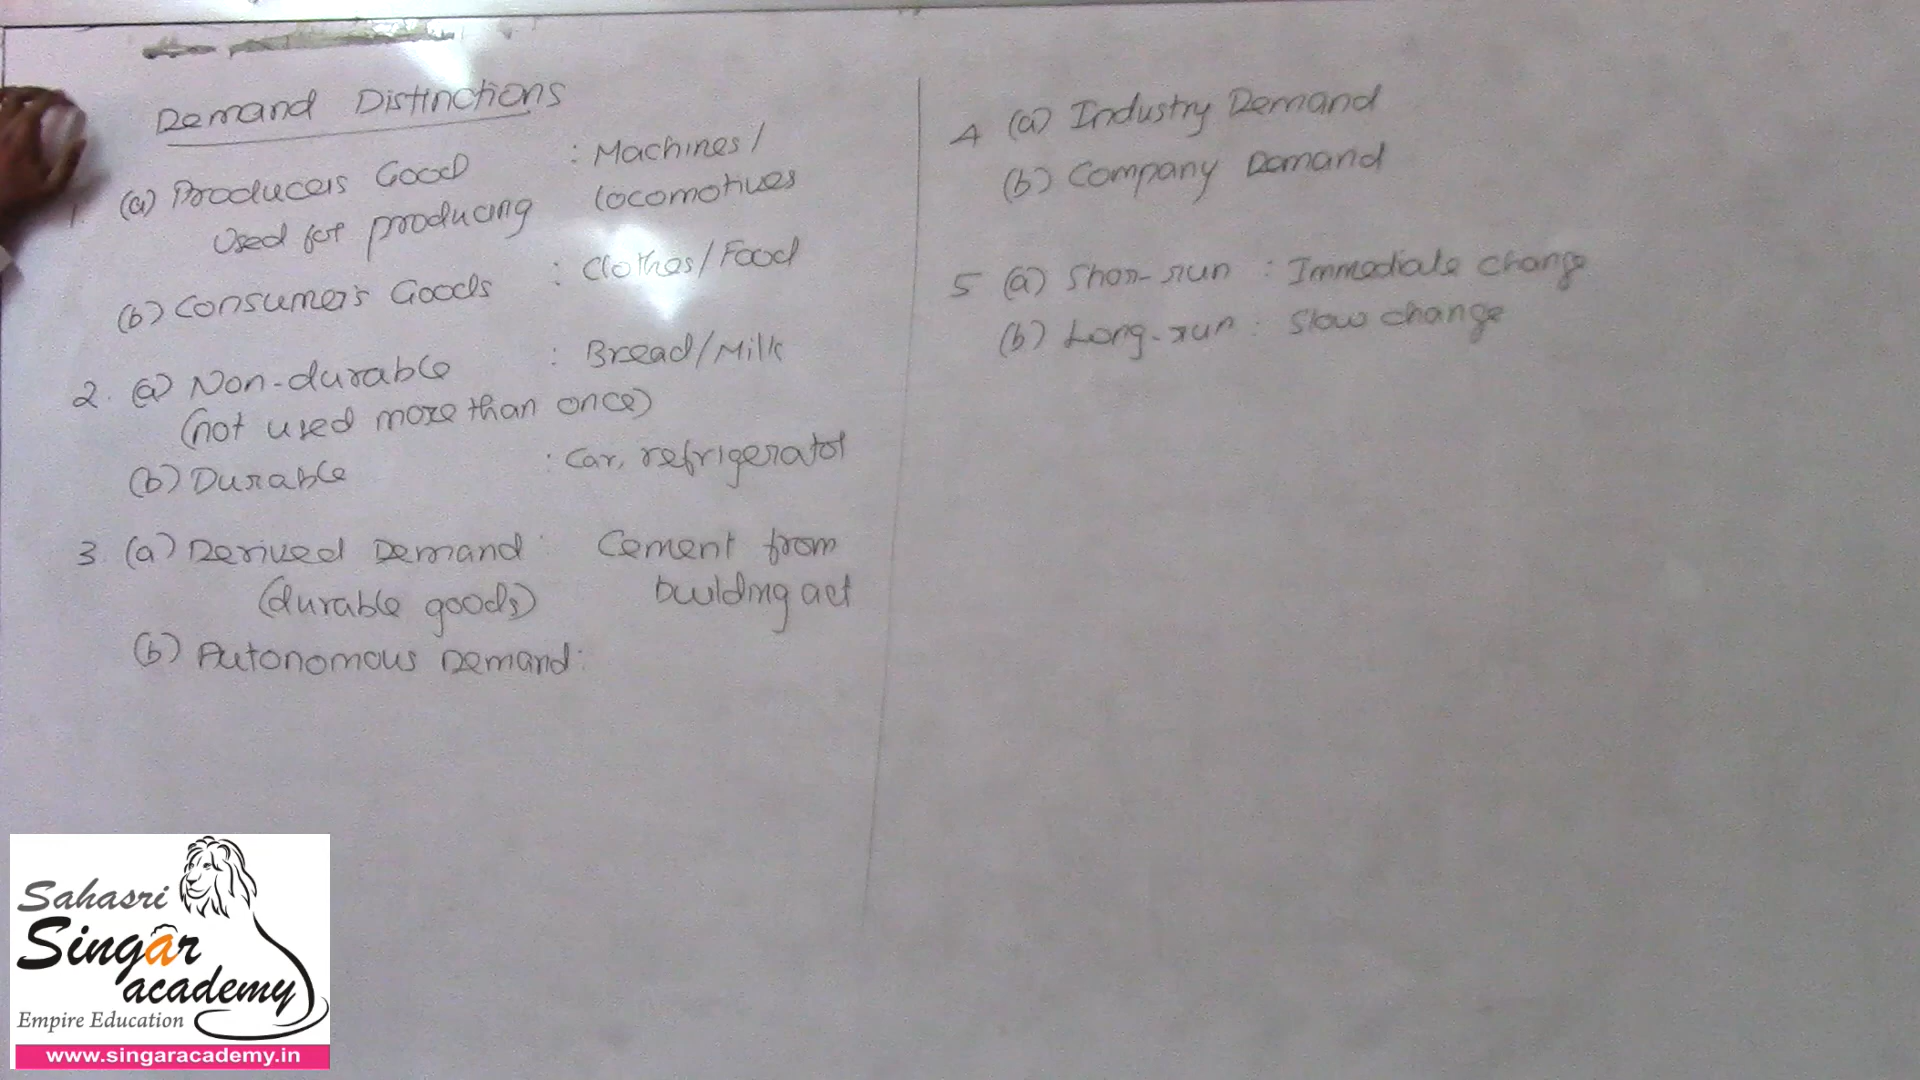 Demand Distinctions
1. (a) Producers Good : Machines/
Used for producing locomotives
(b) Consumer's Goods : Clothes/Food
2. (a) Non-durable : Bread/Milk
(not used more than once)
(b) Durable : Car, refrigerator
3. (a) Derived Demand : Cement from
(durable goods) building act
(b) Autonomous Demand:
4 (a) Industry Demand
(b) Company Demand
5 (a) Shor-run : Immediate change
(b) Long-run : Slow change
Sahasri
Singar
academy
Empire Education
www.singaracademy.in